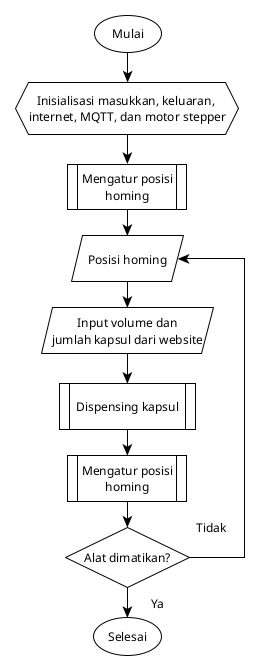 Mulai
Inisialisasi masukkan, keluaran,
internet, MQTT, dan motor stepper
Mengatur posisi
homing
Posisi homing
Input volume dan
jumlah kapsul dari website
Dispensing kapsul
Mengatur posisi
homing
Tidak
Alat dimatikan?
Ya
Selesai